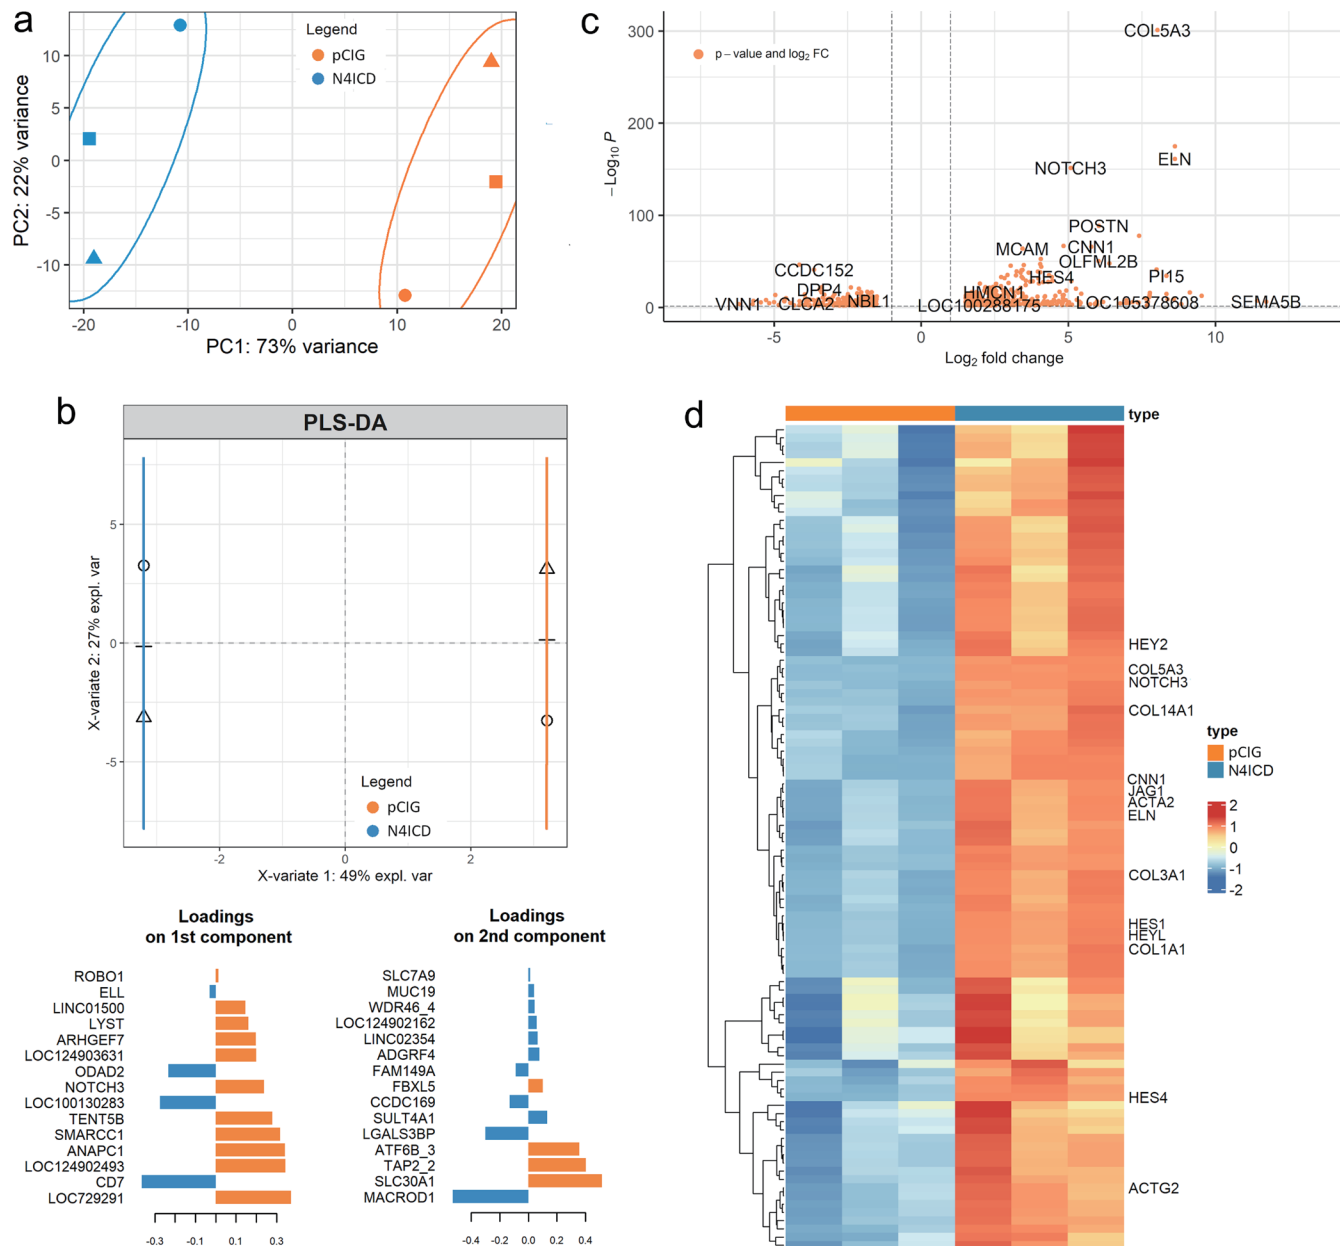 a
Legend
pCIG
N4ICD
10
5
0
-5
-10
PC2: 22% variance
-20
-10
0
10
20
PC1: 73% variance
c
300
200
100
0
−Log10 P
p−value and log2 FC
COL5A3
ELN
NOTCH3
POSTN
CNN1
MCAM
OLFML2B
CCDC152
HES4
PI15
DPP4
HMCN1
NBL1
VNN1
CLCA2
LOC100288175
LOC105378608
SEMA5B
-5
0
5
10
Log2 fold change
b
PLS-DA
5
0
-5
X-variate 2: 27% expl. var
Legend
pCIG
N4ICD
-2
0
2
X-variate 1: 49% expl. var
Loadings
on 1st component
ROBO1
ELL
LINC01500
LYST
ARHGEF7
LOC124903631
ODAD2
NOTCH3
LOC100130283
TENT5B
SMARCC1
ANAPC1
LOC124902493
CD7
LOC729291
-0.3
-0.1
0.1
0.3
Loadings
on 2nd component
SLC7A9
MUC19
WDR46_4
LOC124902162
LINC02354
ADGRF4
FAM149A
FBXL5
CCDC169
SULT4A1
LGALS3BP
ATF6B_3
TAP2_2
SLC30A1
MACROD1
-0.4
0.0
0.2
0.4
d
type
HEY2
COL5A3
NOTCH3
COL14A1
CNN1
JAG1
ACTA2
ELN
COL3A1
HES1
HEYL
COL1A1
HES4
ACTG2
type
pCIG
N4ICD
2
1
0
-1
-2